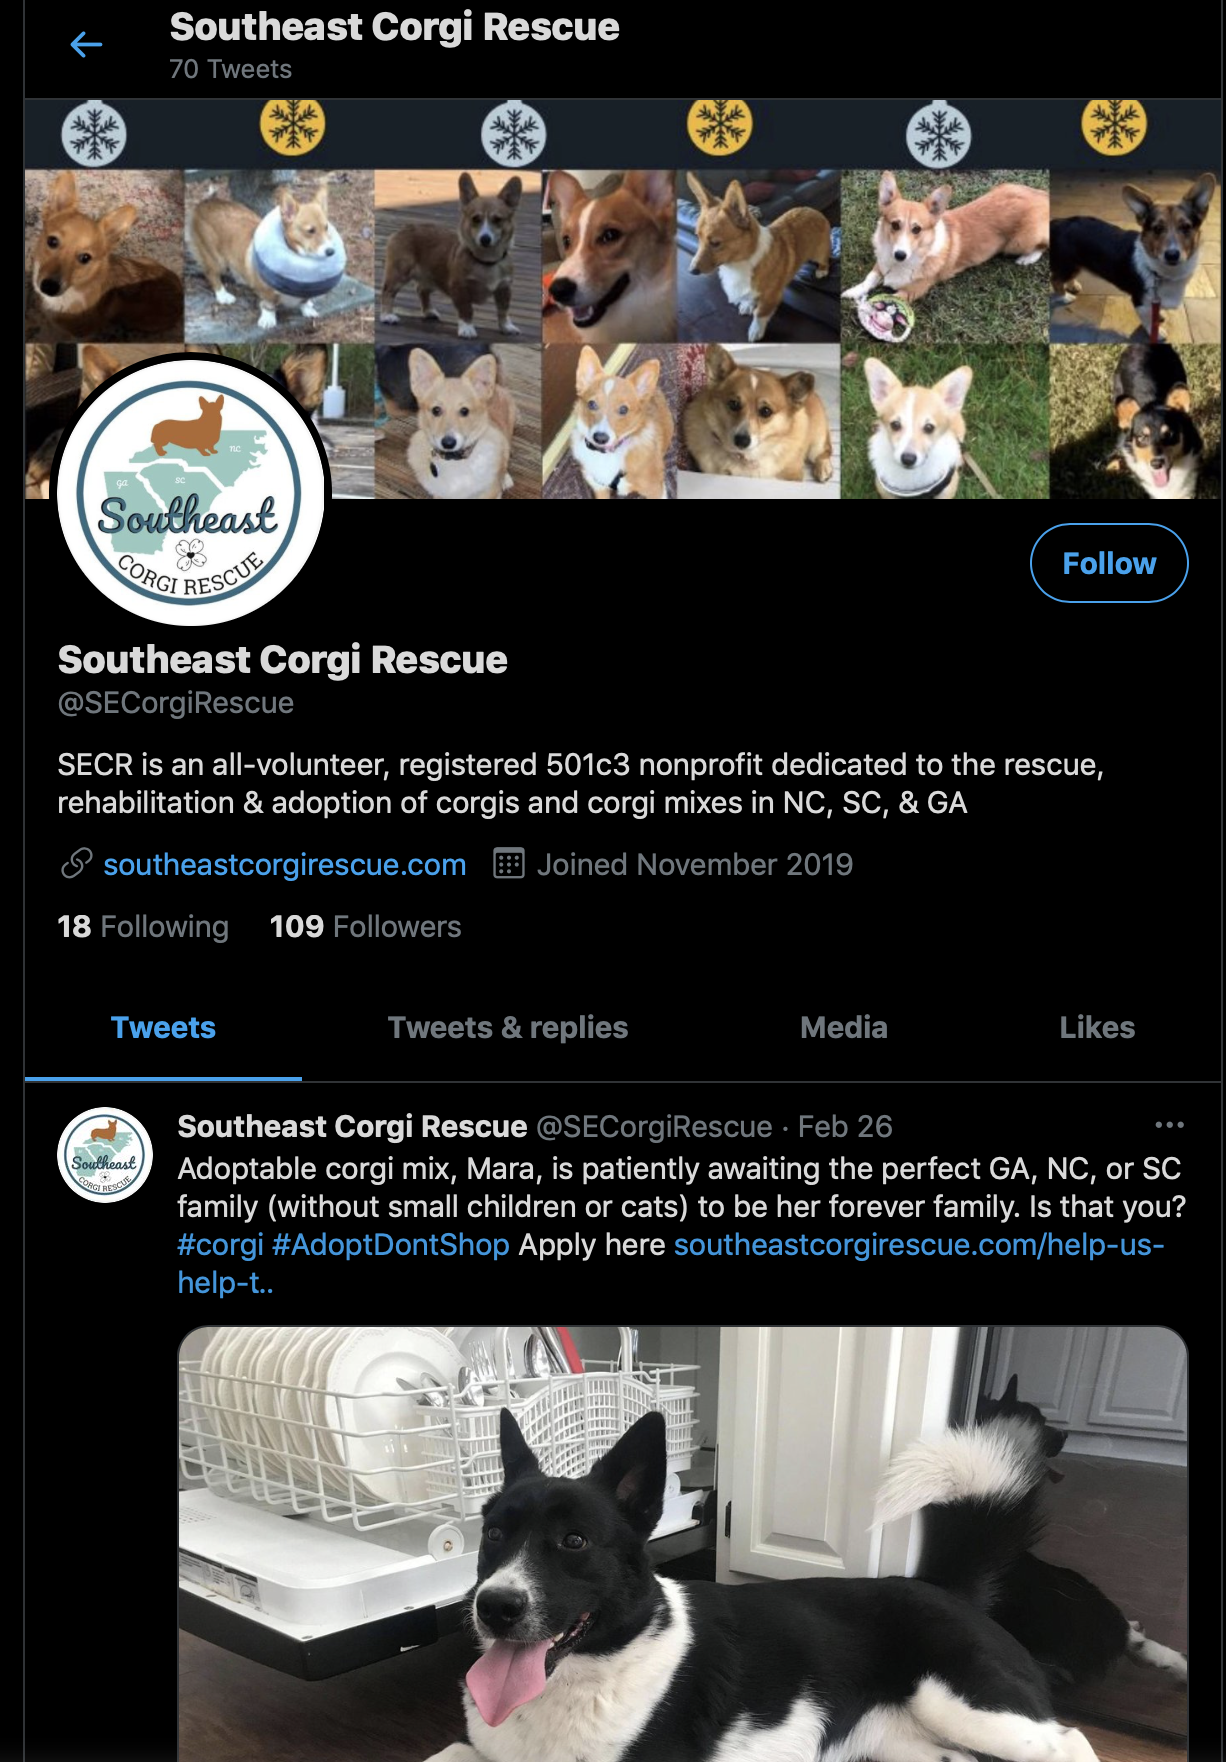 Southeast Corgi Rescue
70 Tweets
nc
ga
sc
Southeast
CORGI RESCUE
Follow
Southeast Corgi Rescue
@SECorgiRescue
SECR is an all-volunteer, registered 501c3 nonprofit dedicated to the rescue,
rehabilitation & adoption of corgis and corgi mixes in NC, SC, & GA
southeastcorgirescue.com Joined November 2019
18 Following 109 Followers
Tweets Tweets & replies Media Likes
Southeast Corgi Rescue @SECorgiRescue · Feb 26
Southeast
CORGI RESCUE
Adoptable corgi mix, Mara, is patiently awaiting the perfect GA, NC, or SC
family (without small children or cats) to be her forever family. Is that you?
#corgi #AdoptDontShop Apply here southeastcorgirescue.com/help-us-
help-t..